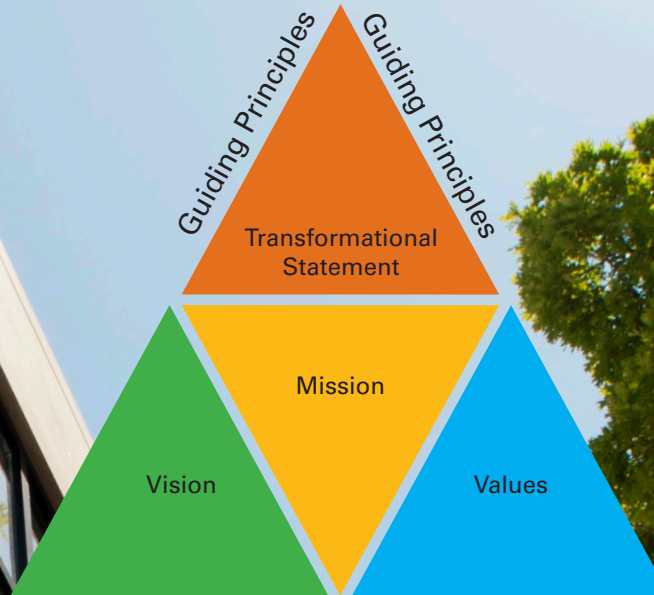 Guiding Principles
Guiding Principles
Transformational
Statement
Mission
Vision
Values